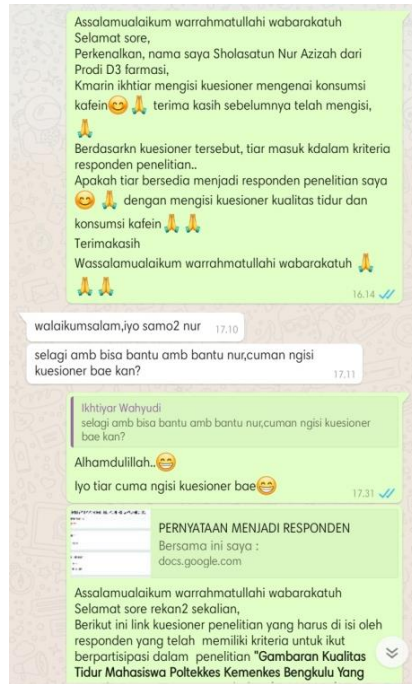 Assalamualaikum warrahmatullahi wabarakatuh
Selamat sore,
Perkenalkan, nama saya Sholasatun Nur Azizah dari
Prodi D3 farmasi,
Kmarin ikhtiar mengisi kuesioner mengenai konsumsi
kafein😊🙏 terima kasih sebelumnya telah mengisi,
🙏
Berdasarkn kuesioner tersebut, tiar masuk kdalam kriteria
responden penelitian..
Apakah tiar bersedia menjadi responden penelitian saya
😊🙏 dengan mengisi kuesioner kualitas tidur dan
konsumsi kafein🙏🙏
Terimakasih
Wassalamualaikum warrahmatullahi wabarakatuh🙏
🙏🙏
16.14
walaikumsalam,iyo samo2 nur 17.10
selagi amb bisa bantu amb bantu nur,cuman ngisi
kuesioner bae kan?
17.11
Ikhtiyar Wahyudi
selagi amb bisa bantu amb bantu nur,cuman ngisi kuesioner
bae kan?
Alhamdulillah..😁
Iyo tiar cuma ngisi kuesioner bae😁
17.31
PERNYATAAN MENJADI RESPONDEN
Bersama ini saya :
docs.google.com
Assalamualaikum warrahmatullahi wabarakatuh
Selamat sore rekan2 sekalian,
Berikut ini link kuesioner penelitian yang harus di isi oleh
responden yang telah memiliki kriteria untuk ikut
berpartisipasi dalam penelitian "Gambaran Kualitas
Tidur Mahasiswa Poltekkes Kemenkes Bengkulu Yang